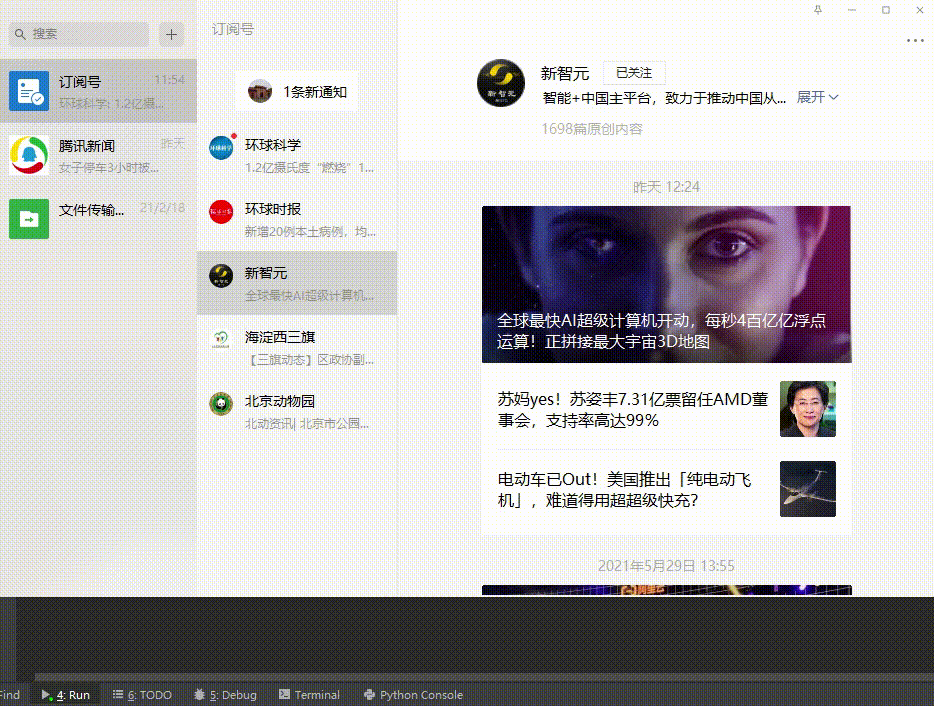 搜索
订阅号
11:54
环球科学: 1.2亿摄...
腾讯新闻
昨天
女子停车3小时被...
文件传输...
21/2/18
订阅号
1条新通知
环球科学
1.2亿摄氏度“燃烧”1...
环球时报
新增20例本土病例，均...
新智元
全球最快AI超级计算机...
海淀西三旗
【三旗动态】区政协副...
北京动物园
北动资讯| 北京市公园...
新智元
已关注
智能+中国主平台，致力于推动中国从...
展开
1698篇原创内容
昨天 12:24
全球最快AI超级计算机开动，每秒4百亿亿浮点
运算！正拼接最大宇宙3D地图
苏妈yes！苏姿丰7.31亿票留任AMD董
事会，支持率高达99%
电动车已Out！美国推出「纯电动飞
机」，难道得用超超级快充？
2021年5月29日 13:55
Find
4: Run
6: TODO
5: Debug
Terminal
Python Console